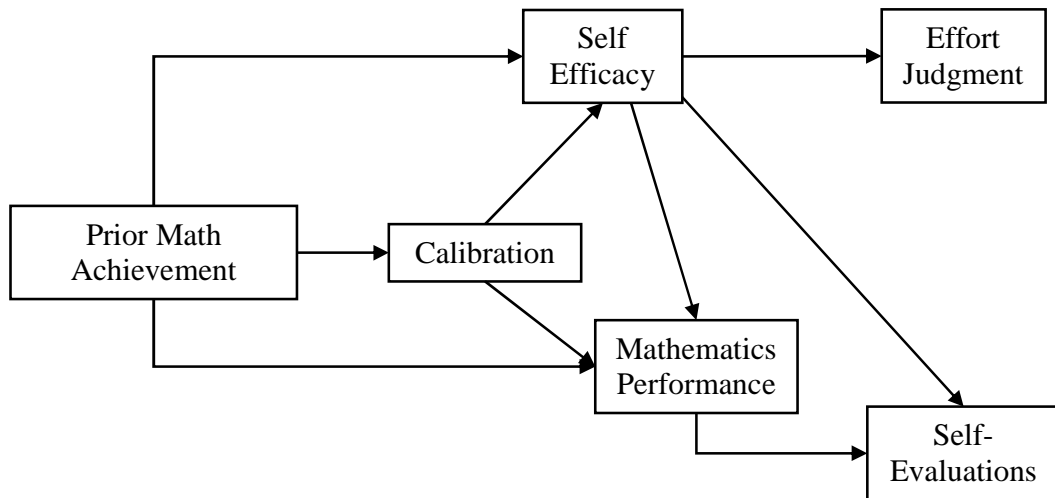 Self
Efficacy
Effort
Judgment
Prior Math
Achievement
Calibration
Mathematics
Performance
Self-
Evaluations